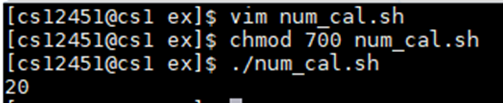 [cs12451@cs1 ex]$ vim num_cal.sh
[cs12451@cs1 ex]$ chmod 700 num_cal.sh
[cs12451@cs1 ex]$ ./num_cal.sh
20